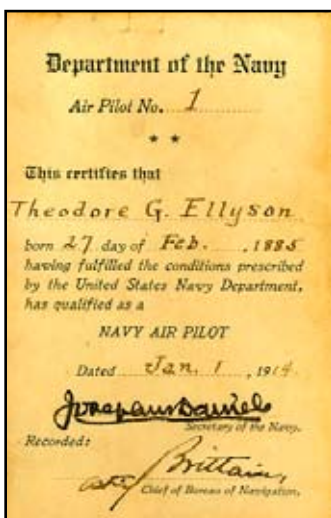 Department of the Navy
Air Pilot No. 1
* *
This certifies that
Theodore G. Ellyson
born 27 day of Feb. , 1885
having fulfilled the conditions prescribed
by the United States Navy Department,
has qualified as a
NAVY AIR PILOT
Dated Jan. 1 , 1914
Josephus Daniels
Secretary of the Navy.
Recorded:
Brittain,
Chief of Bureau of Navigation.